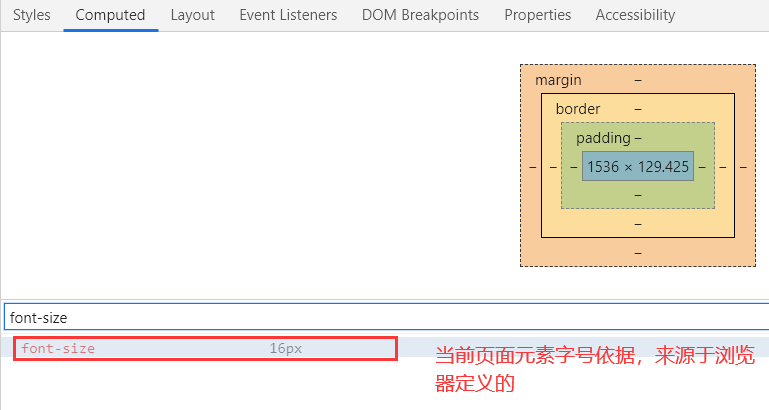 Styles Computed Layout Event Listeners DOM Breakpoints Properties Accessibility
margin –
border –
padding –
– – – 1536 × 129.425 – – –
–
–
–
font-size
font-size 16px
当前页面元素字号依据，来源于浏览
器定义的